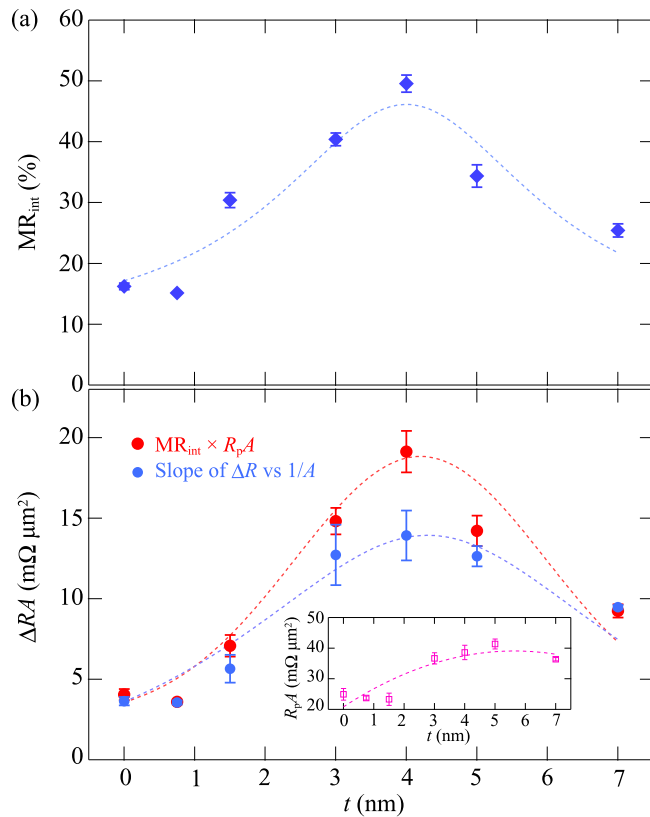 (a)
60
50
40
30
20
10
0
MR_int (%)
(b)
20
15
10
5
0
ΔRA (mΩ μm²)
MR_int × R_pA
Slope of ΔR vs 1/A
50
40
30
20
R_pA (mΩ μm²)
0 1 2 3 4 5 6 7
t (nm)
0 1 2 3 4 5 6 7
t (nm)